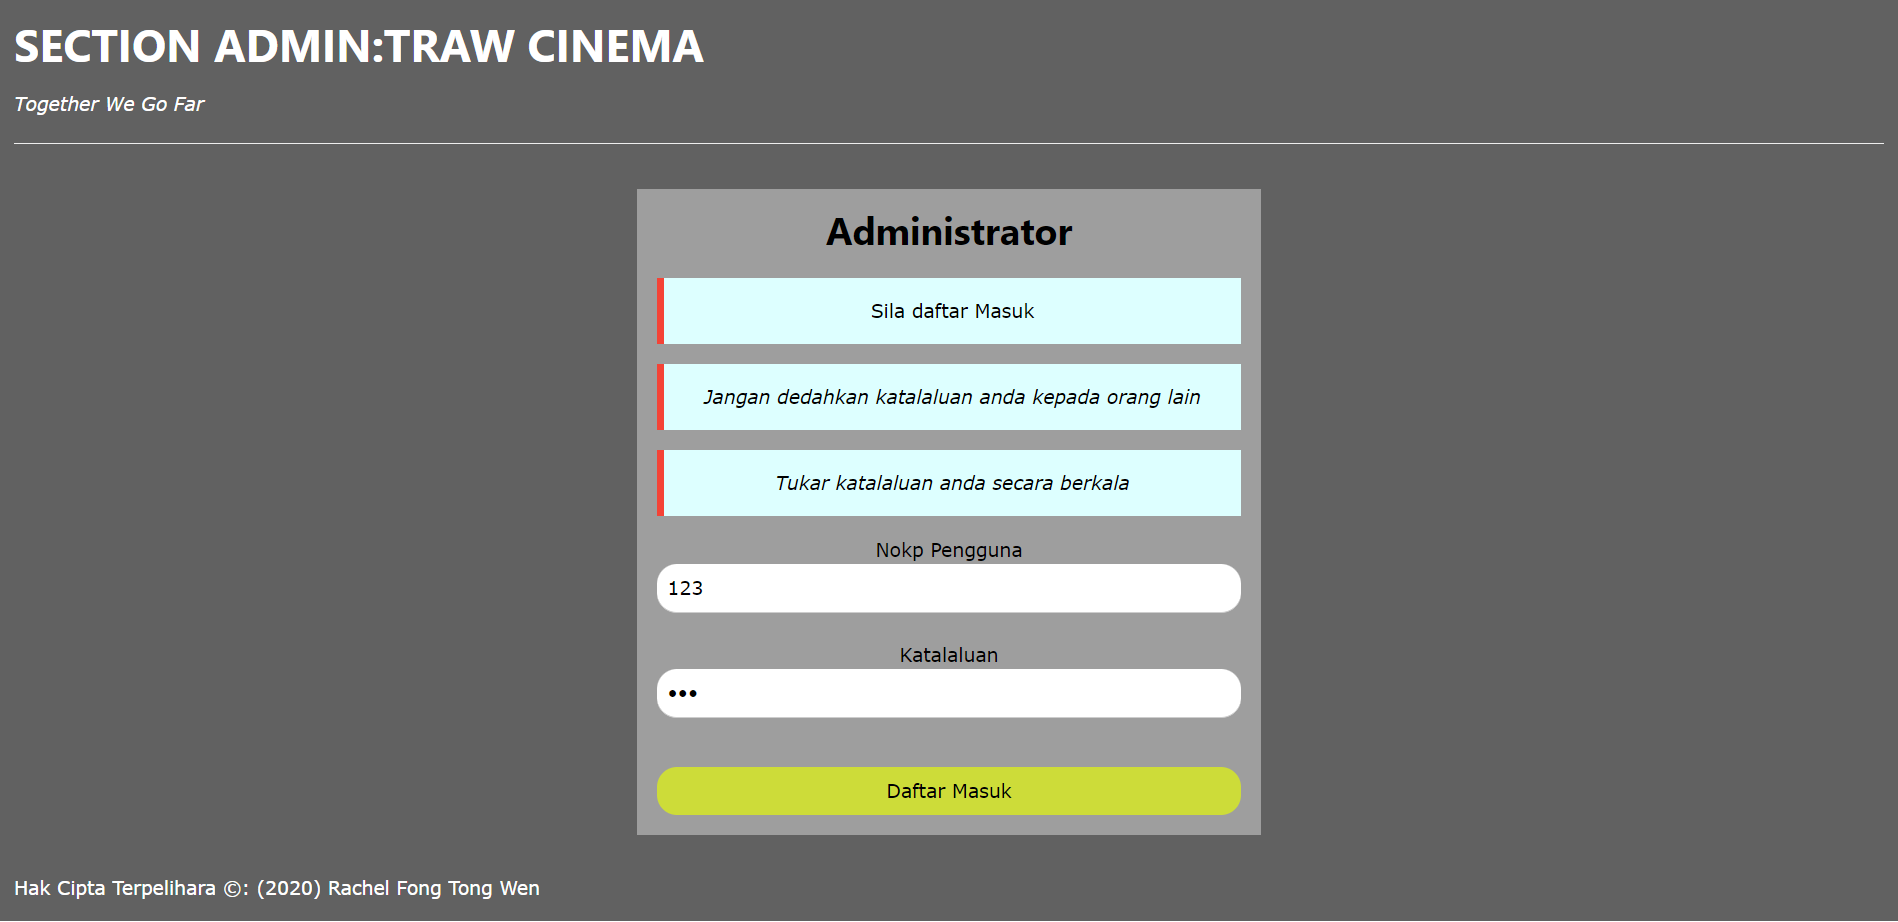 SECTION ADMIN:TRAW CINEMA
Together We Go Far
Administrator
Sila daftar Masuk
Jangan dedahkan katalaluan anda kepada orang lain
Tukar katalaluan anda secara berkala
Nokp Pengguna
123
Katalaluan
•••
Daftar Masuk
Hak Cipta Terpelihara ©: (2020) Rachel Fong Tong Wen